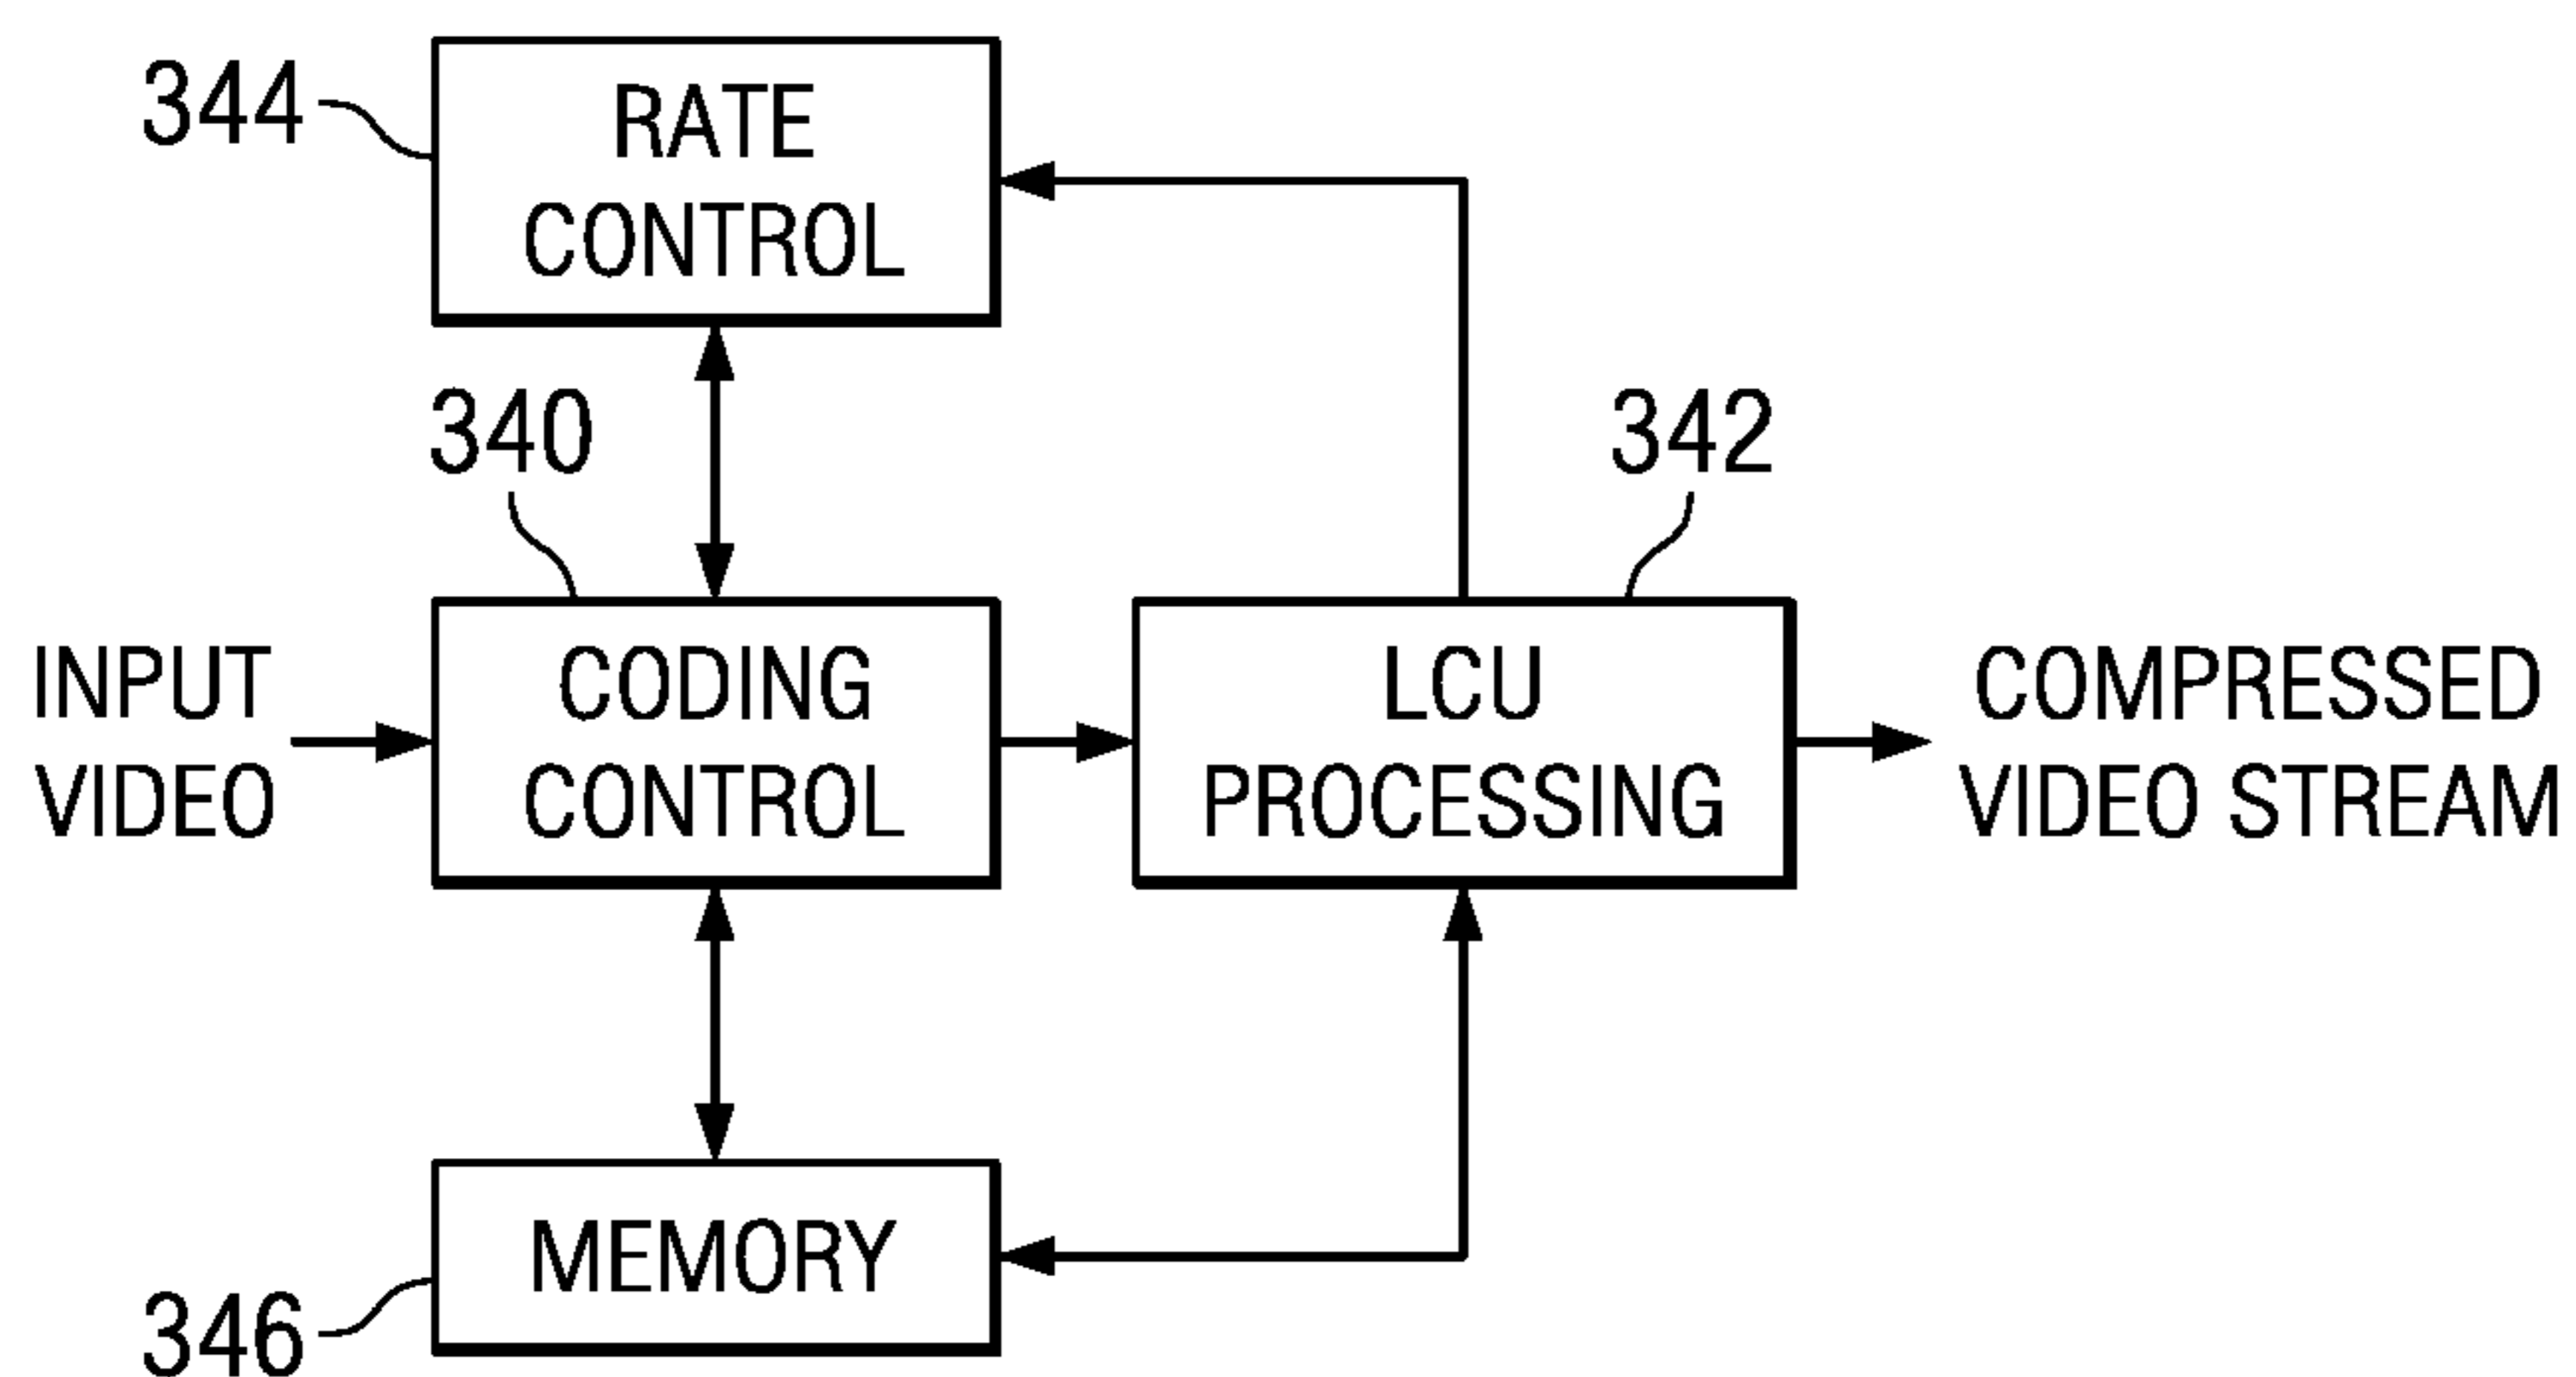 344
RATE
CONTROL
340
342
INPUT
VIDEO
CODING
CONTROL
LCU
PROCESSING
COMPRESSED
VIDEO STREAM
MEMORY
346